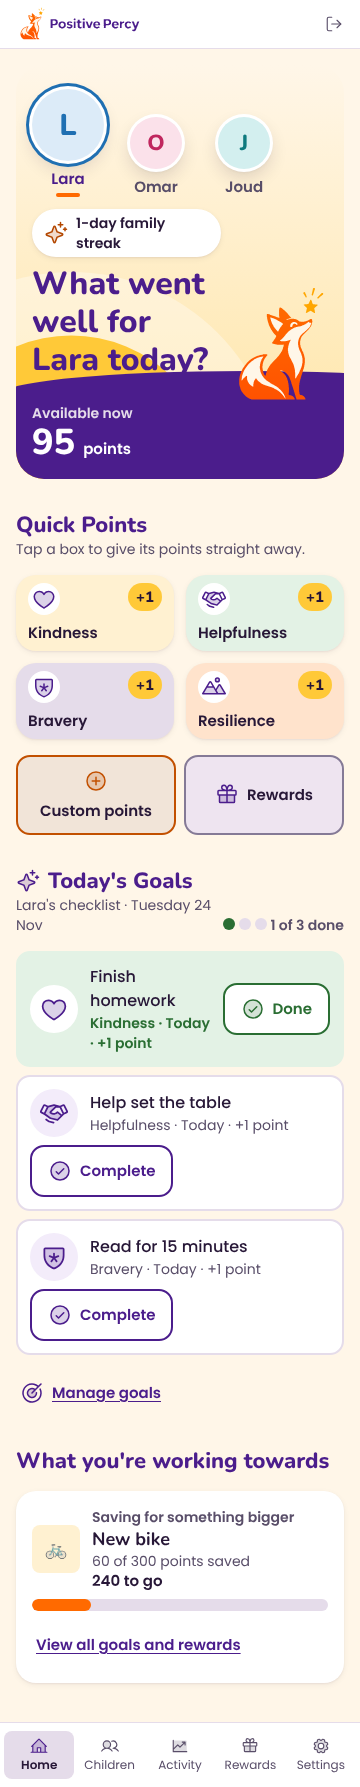 Positive Percy
L
O
J
Lara
Omar
Joud
1-day family
streak
What went
well for
Lara today?
Available now
95 points
Quick Points
Tap a box to give its points straight away.
+1
Kindness
+1
Helpfulness
+1
Bravery
+1
Resilience
Custom points
Rewards
Today's Goals
Lara's checklist · Tuesday 24
Nov
1 of 3 done
Finish
homework
Kindness · Today
· +1 point
Done
Help set the table
Helpfulness · Today · +1 point
Complete
Read for 15 minutes
Bravery · Today · +1 point
Complete
Manage goals
What you're working towards
Saving for something bigger
New bike
60 of 300 points saved
240 to go
View all goals and rewards
Home
Children
Activity
Rewards
Settings